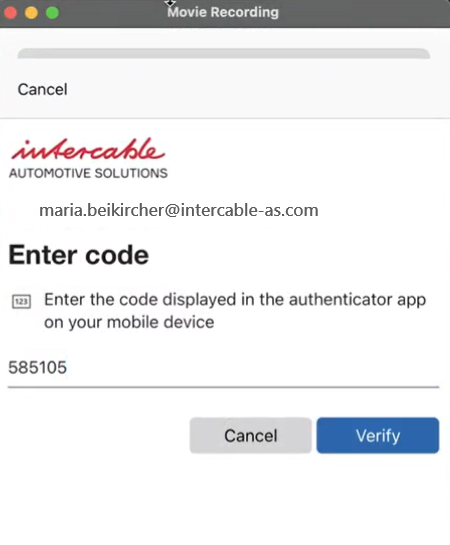 Movie Recording
Cancel
intercable
AUTOMOTIVE SOLUTIONS
maria.beikircher@intercable-as.com
Enter code
123
Enter the code displayed in the authenticator app
on your mobile device
585105
Cancel
Verify